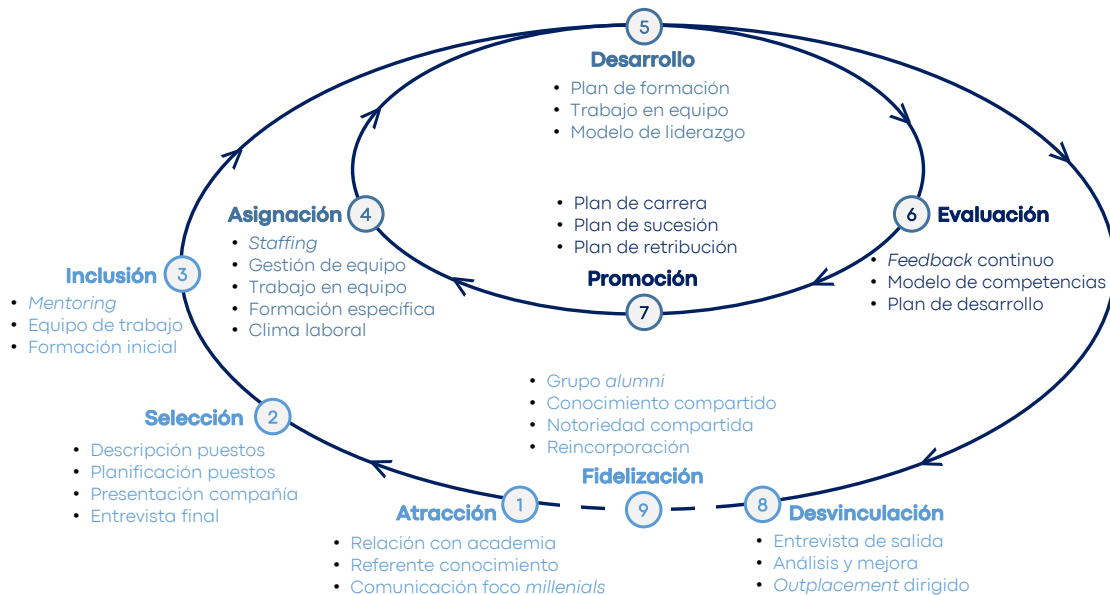 1
Atracción
• Relación con academia
• Referente conocimiento
• Comunicación foco millenials
2
Selección
• Descripción puestos
• Planificación puestos
• Presentación compañía
• Entrevista final
3
Inclusión
• Mentoring
• Equipo de trabajo
• Formación inicial
4
Asignación
• Staffing
• Gestión de equipo
• Trabajo en equipo
• Formación específica
• Clima laboral
5
Desarrollo
• Plan de formación
• Trabajo en equipo
• Modelo de liderazgo
6
Evaluación
• Feedback continuo
• Modelo de competencias
• Plan de desarrollo
• Plan de carrera
• Plan de sucesión
• Plan de retribución
Promoción
7
8
Desvinculación
• Entrevista de salida
• Análisis y mejora
• Outplacement dirigido
• Grupo alumni
• Conocimiento compartido
• Notoriedad compartida
• Reincorporación
Fidelización
9